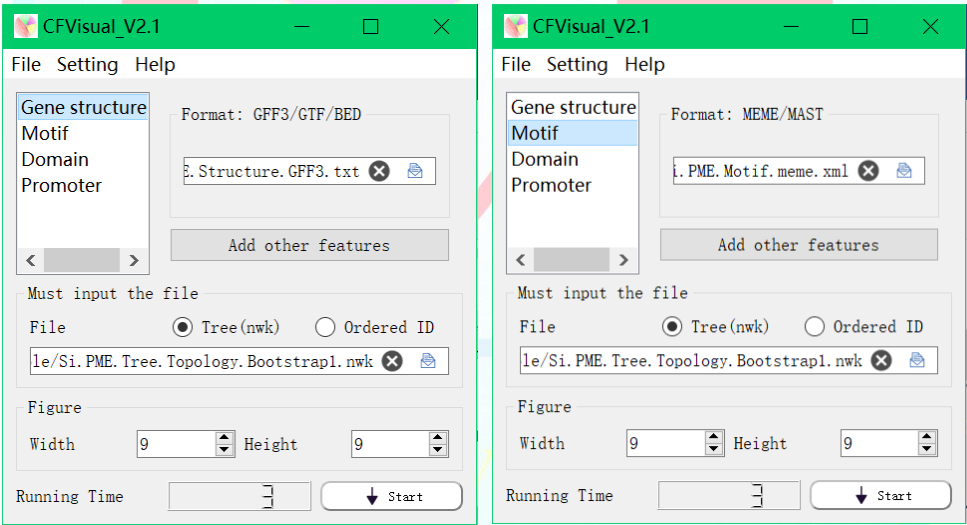 CFVisual_V2.1
File Setting Help
Gene structure
Motif
Domain
Promoter
Format: GFF3/GTF/BED
E.Structure.GFF3.txt
Add other features
Must input the file
File Tree(nwk) Ordered ID
le/Si.PME.Tree.Topology.Bootstrap1.nwk
Figure
Width 9 Height 9
Running Time 3 Start
CFVisual_V2.1
File Setting Help
Gene structure
Motif
Domain
Promoter
Format: MEME/MAST
i.PME.Motif.meme.xml
Add other features
Must input the file
File Tree(nwk) Ordered ID
le/Si.PME.Tree.Topology.Bootstrap1.nwk
Figure
Width 9 Height 9
Running Time 3 Start